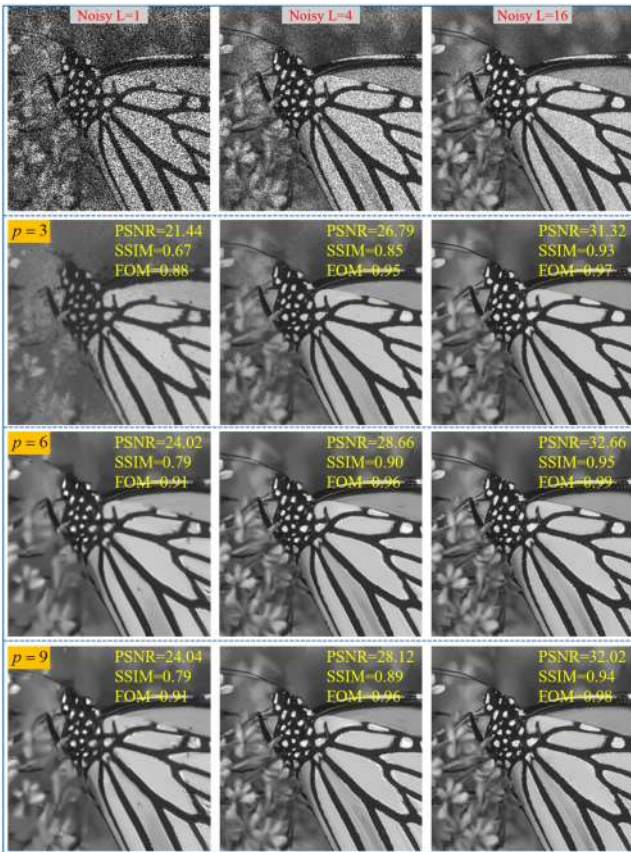 Noisy L=1
Noisy L=4
Noisy L=16
p = 3
PSNR=21.44
SSIM=0.67
FOM=0.88
PSNR=26.79
SSIM=0.85
FOM=0.95
PSNR=31.32
SSIM=0.93
FOM=0.97
p = 6
PSNR=24.02
SSIM=0.79
FOM=0.91
PSNR=28.66
SSIM=0.90
FOM=0.96
PSNR=32.66
SSIM=0.95
FOM=0.99
p = 9
PSNR=24.04
SSIM=0.79
FOM=0.91
PSNR=28.12
SSIM=0.89
FOM=0.96
PSNR=32.02
SSIM=0.94
FOM=0.98